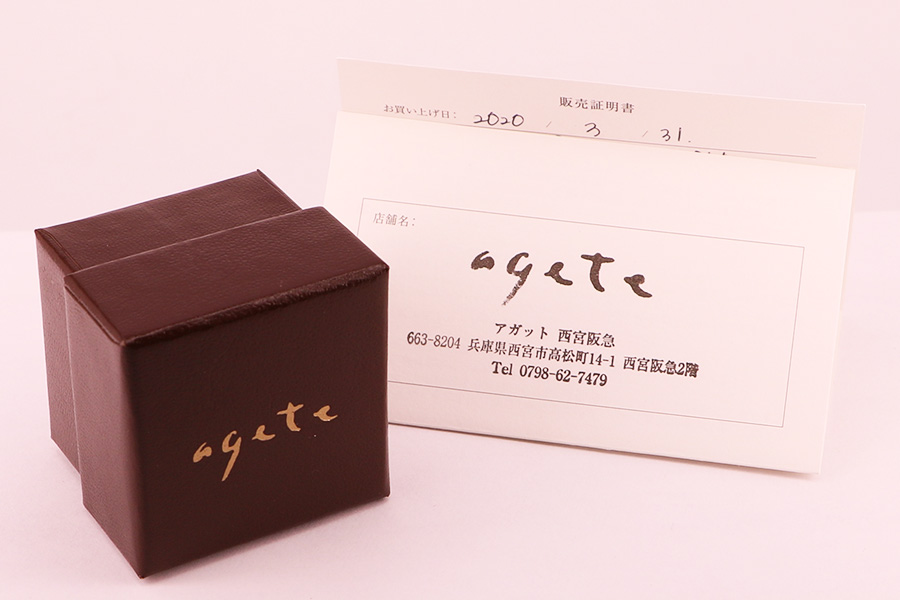 販売証明書
お買い上げ日: 2020 / 3 / 31.
店舗名:
agete
アガット 西宮阪急
663-8204 兵庫県西宮市高松町14-1 西宮阪急2階
Tel 0798-62-7479
agete